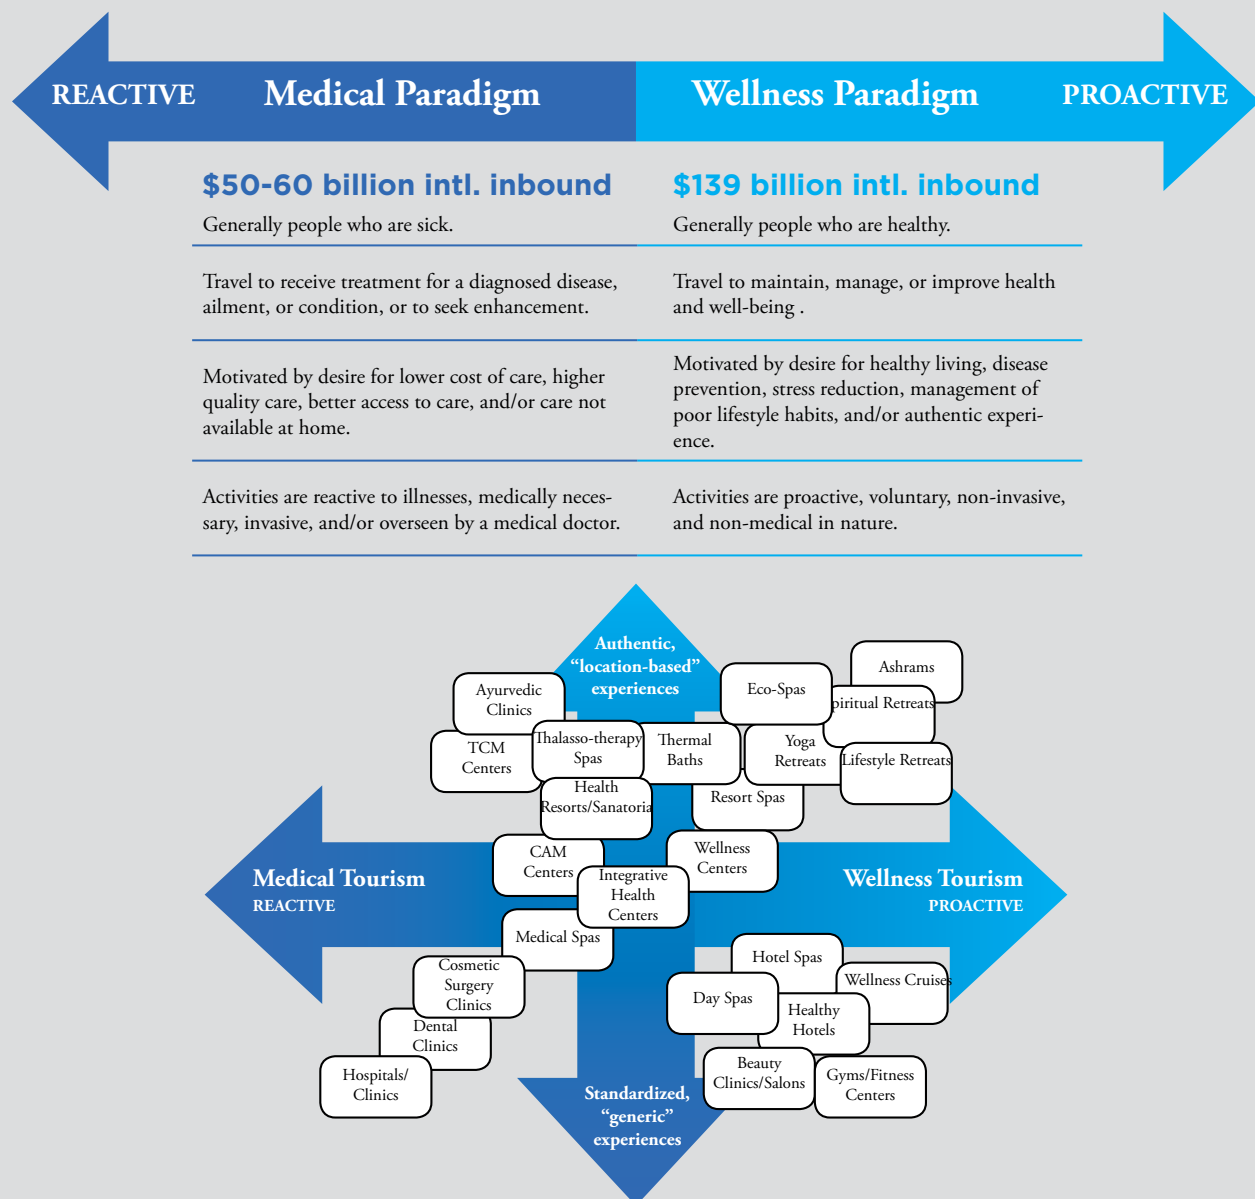 REACTIVE
Medical Paradigm
Wellness Paradigm
PROACTIVE
$50-60 billion intl. inbound
Generally people who are sick.
$139 billion intl. inbound
Generally people who are healthy.
Travel to receive treatment for a diagnosed disease,
ailment, or condition, or to seek enhancement.
Travel to maintain, manage, or improve health
and well-being .
Motivated by desire for lower cost of care, higher
quality care, better access to care, and/or care not
available at home.
Motivated by desire for healthy living, disease
prevention, stress reduction, management of
poor lifestyle habits, and/or authentic experi-
ence.
Activities are reactive to illnesses, medically neces-
sary, invasive, and/or overseen by a medical doctor.
Activities are proactive, voluntary, non-invasive,
and non-medical in nature.
Authentic,
“location-based”
experiences
Ashrams
Ayurvedic
Clinics
Eco-Spas
piritual Retreats
TCM
Centers
Thalasso-therapy
Spas
Thermal
Baths
Yoga
Retreats
Lifestyle Retreats
Health
Resorts/Sanatoria
Resort Spas
CAM
Centers
Wellness
Centers
Integrative
Health
Centers
Medical Tourism
REACTIVE
Wellness Tourism
PROACTIVE
Medical Spas
Cosmetic
Surgery
Clinics
Hotel Spas
Wellness Cruises
Day Spas
Healthy
Hotels
Dental
Clinics
Hospitals/
Clinics
Beauty
Clinics/Salons
Gyms/Fitness
Centers
Standardized,
“generic”
experiences